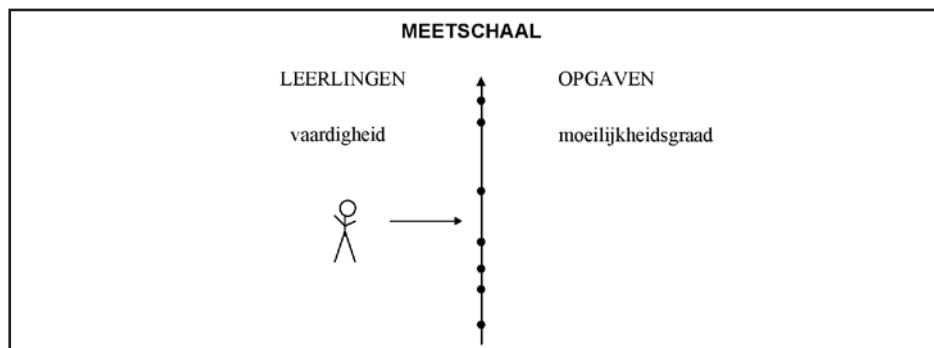 MEETSCHAAL
LEERLINGEN OPGAVEN
vaardigheid moeilijkheidsgraad